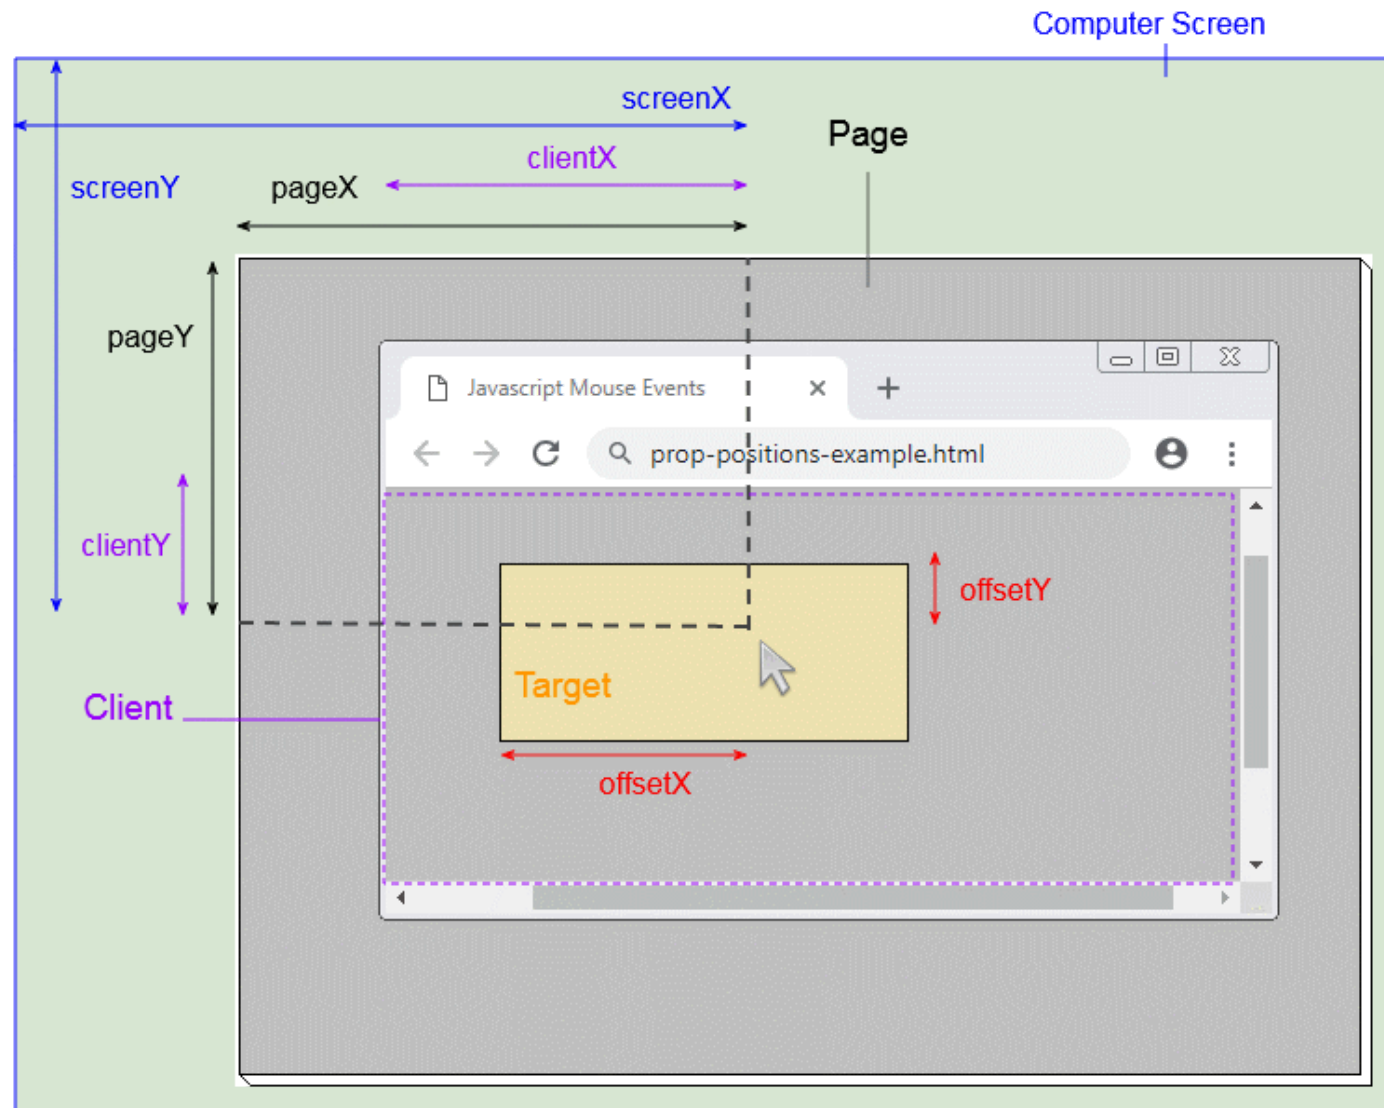 Computer Screen
screenX
Page
clientX
screenY
pageX
pageY
Javascript Mouse Events
prop-positions-example.html
clientY
offsetY
Target
Client
offsetX